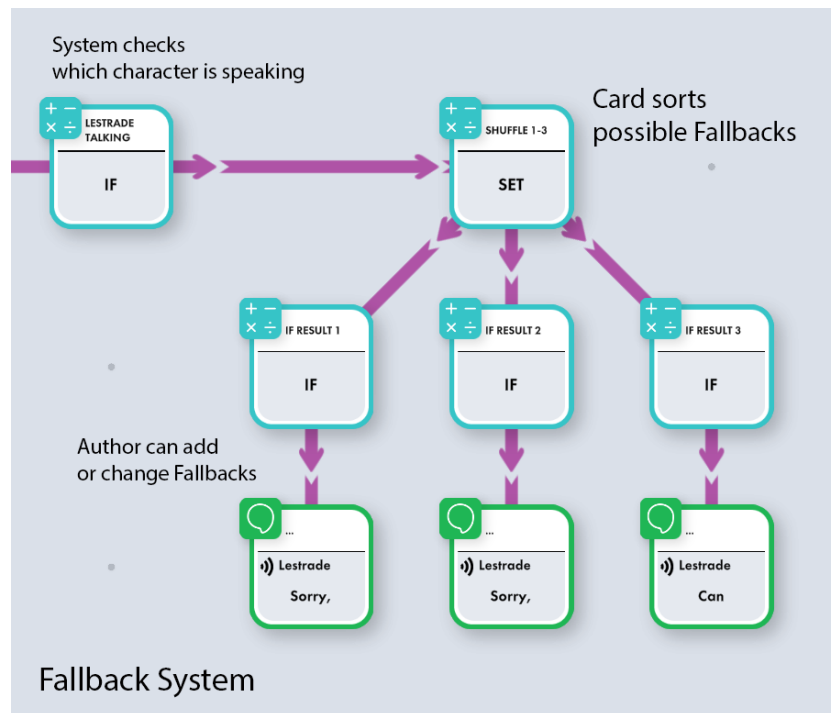 System checks
which character is speaking
Card sorts
possible Fallbacks
LESTRADE
TALKING
IF
SHUFFLE 1-3
SET
IF RESULT 1
IF
IF RESULT 2
IF
IF RESULT 3
IF
Author can add
or change Fallbacks
...
Lestrade
Sorry,
...
Lestrade
Sorry,
...
Lestrade
Can
Fallback System